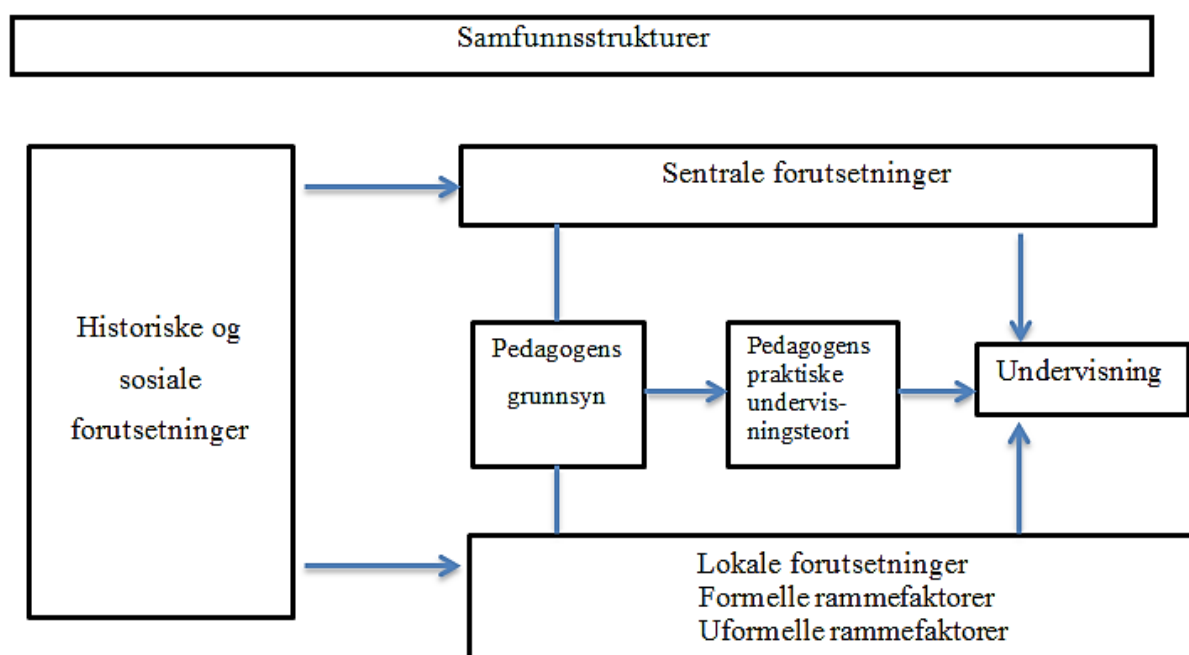 Samfunnsstrukturer
Sentrale forutsetninger
Historiske og
sosiale
forutsetninger
Pedagogens
grunnsyn
Pedagogens
praktiske
undervis-
ningsteori
Undervisning
Lokale forutsetninger
Formelle rammefaktorer
Uformelle rammefaktorer